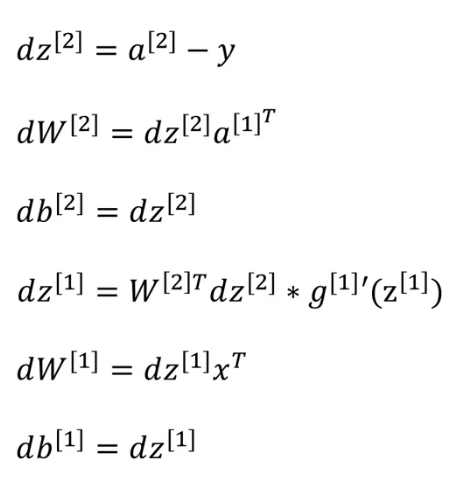 dz^{[2]} = a^{[2]} − y
dW^{[2]} = dz^{[2]}a^{[1]^T}
db^{[2]} = dz^{[2]}
dz^{[1]} = W^{[2]T}dz^{[2]} * g^{[1]′}(z^{[1]})
dW^{[1]} = dz^{[1]}x^T
db^{[1]} = dz^{[1]}